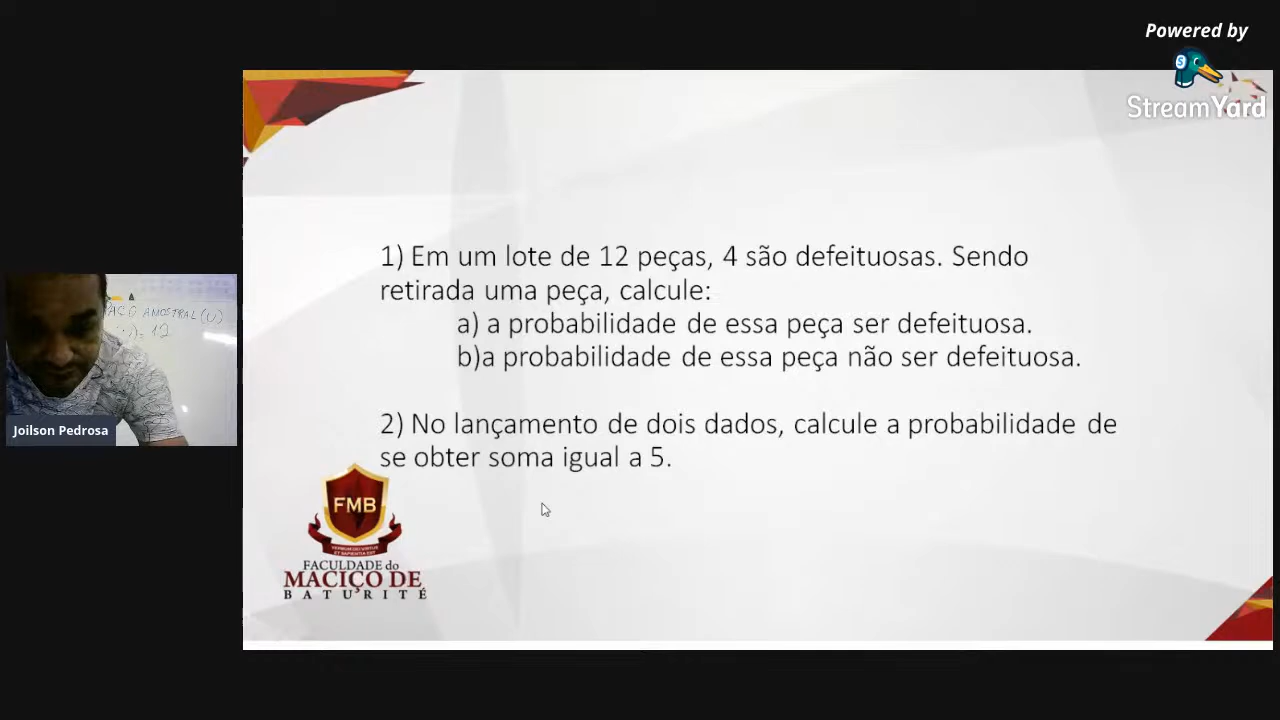 Powered by
StreamYard
1) Em um lote de 12 peças, 4 são defeituosas. Sendo
retirada uma peça, calcule:
a) a probabilidade de essa peça ser defeituosa.
b)a probabilidade de essa peça não ser defeituosa.
2) No lançamento de dois dados, calcule a probabilidade de
se obter soma igual a 5.
AMOSTRAL (U)
= 12
Joilson Pedrosa
FMB
FACULDADE do
MACIÇO DE
BATURITÉ